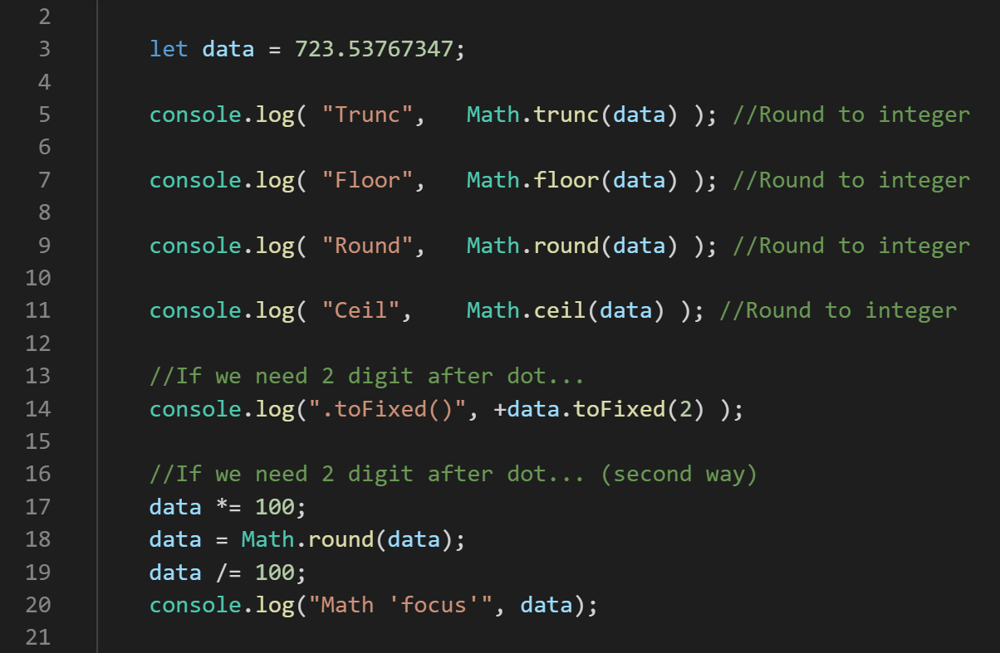 2
3 let data = 723.53767347;
4
5 console.log( "Trunc",   Math.trunc(data) ); //Round to integer
6
7 console.log( "Floor",   Math.floor(data) ); //Round to integer
8
9 console.log( "Round",   Math.round(data) ); //Round to integer
10
11 console.log( "Ceil",    Math.ceil(data) ); //Round to integer
12
13 //If we need 2 digit after dot...
14 console.log(".toFixed()", +data.toFixed(2) );
15
16 //If we need 2 digit after dot... (second way)
17 data *= 100;
18 data = Math.round(data);
19 data /= 100;
20 console.log("Math 'focus'", data);
21